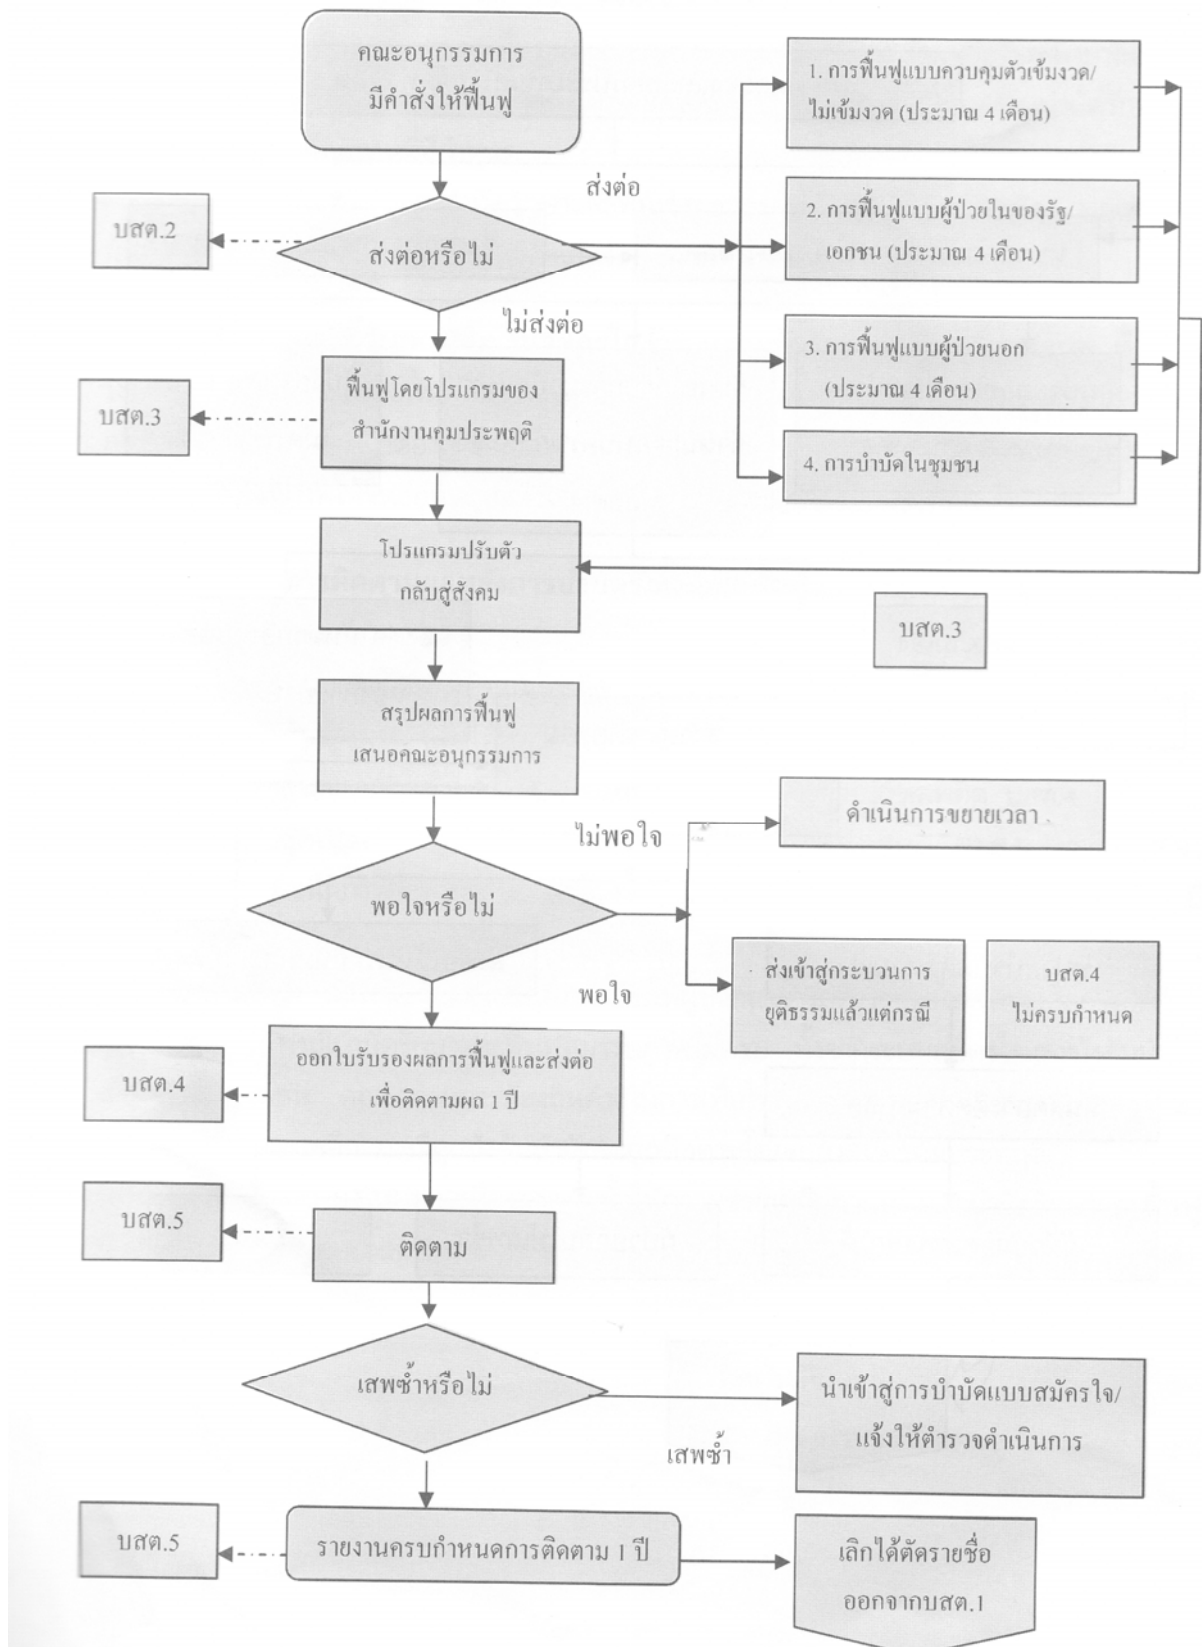 คณะอนุกรรมการ
มีคำสั่งให้ฟื้นฟู
1. การฟื้นฟูแบบควบคุมตัวเข้มงวด/
ไม่เข้มงวด (ประมาณ 4 เดือน)
ส่งต่อ
บสต.2
ส่งต่อหรือไม่
2. การฟื้นฟูแบบผู้ป่วยในของรัฐ/
เอกชน (ประมาณ 4 เดือน)
ไม่ส่งต่อ
3. การฟื้นฟูแบบผู้ป่วยนอก
(ประมาณ 4 เดือน)
บสต.3
ฟื้นฟูโดยโปรแกรมของ
สำนักงานคุมประพฤติ
4. การบำบัดในชุมชน
โปรแกรมปรับตัว
กลับสู่สังคม
บสต.3
สรุปผลการฟื้นฟู
เสนอคณะอนุกรรมการ
ไม่พอใจ
ดำเนินการขยายเวลา
พอใจหรือไม่
ส่งเข้าสู่กระบวนการ
ยุติธรรมแล้วแต่กรณี
บสต.4
ไม่ครบกำหนด
พอใจ
บสต.4
ออกใบรับรองผลการฟื้นฟูและส่งต่อ
เพื่อติดตามผล 1 ปี
บสต.5
ติดตาม
เสพซ้ำหรือไม่
นำเข้าสู่การบำบัดแบบสมัครใจ/
แจ้งให้ตำรวจดำเนินการ
เสพซ้ำ
บสต.5
รายงานครบกำหนดการติดตาม 1 ปี
เลิกได้ตัดรายชื่อ
ออกจากบสต.1